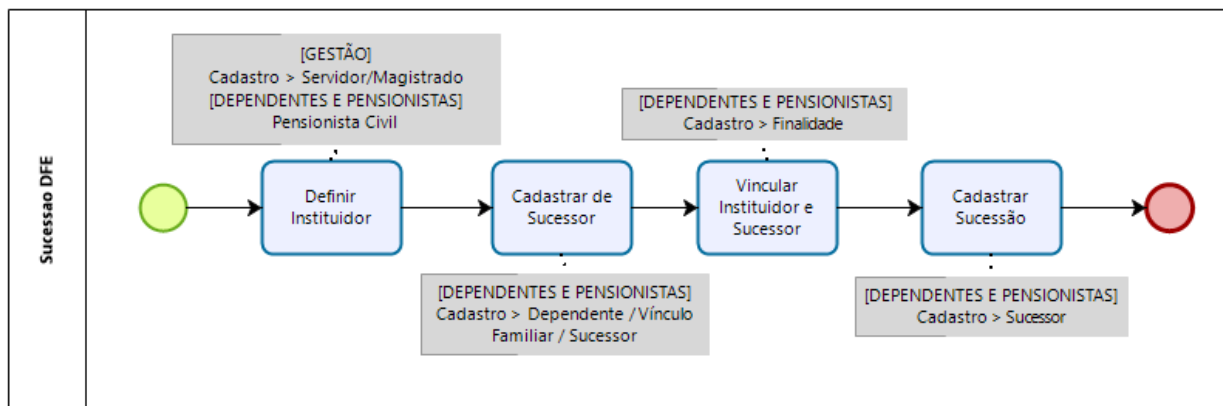 Sucessao DFE
[GESTÃO]
Cadastro > Servidor/Magistrado
[DEPENDENTES E PENSIONISTAS]
Pensionista Civil
Definir
Instituidor
Cadastrar de
Sucessor
[DEPENDENTES E PENSIONISTAS]
Cadastro > Dependente / Vínculo
Familiar / Sucessor
[DEPENDENTES E PENSIONISTAS]
Cadastro > Finalidade
Vincular
Instituidor e
Sucessor
Cadastrar
Sucessão
[DEPENDENTES E PENSIONISTAS]
Cadastro > Sucessor